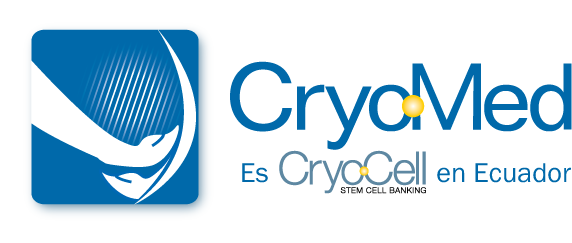 CryoMed
Es CryoCell en Ecuador
STEM CELL BANKING